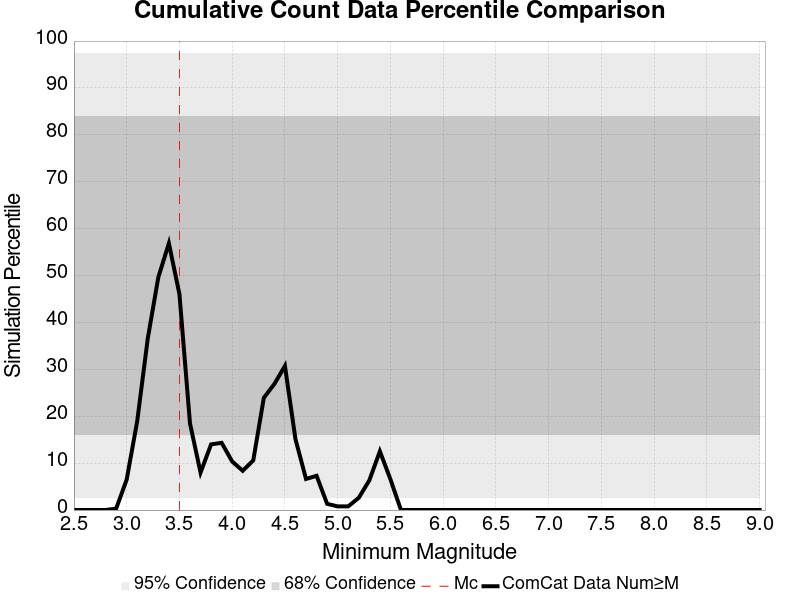 Cumulative Count Data Percentile Comparison
100
90
80
70
60
50
40
30
20
10
0
Simulation Percentile
2.5 3.0 3.5 4.0 4.5 5.0 5.5 6.0 6.5 7.0 7.5 8.0 8.5 9.0
Minimum Magnitude
95% Confidence 68% Confidence Mc ComCat Data Num≥M